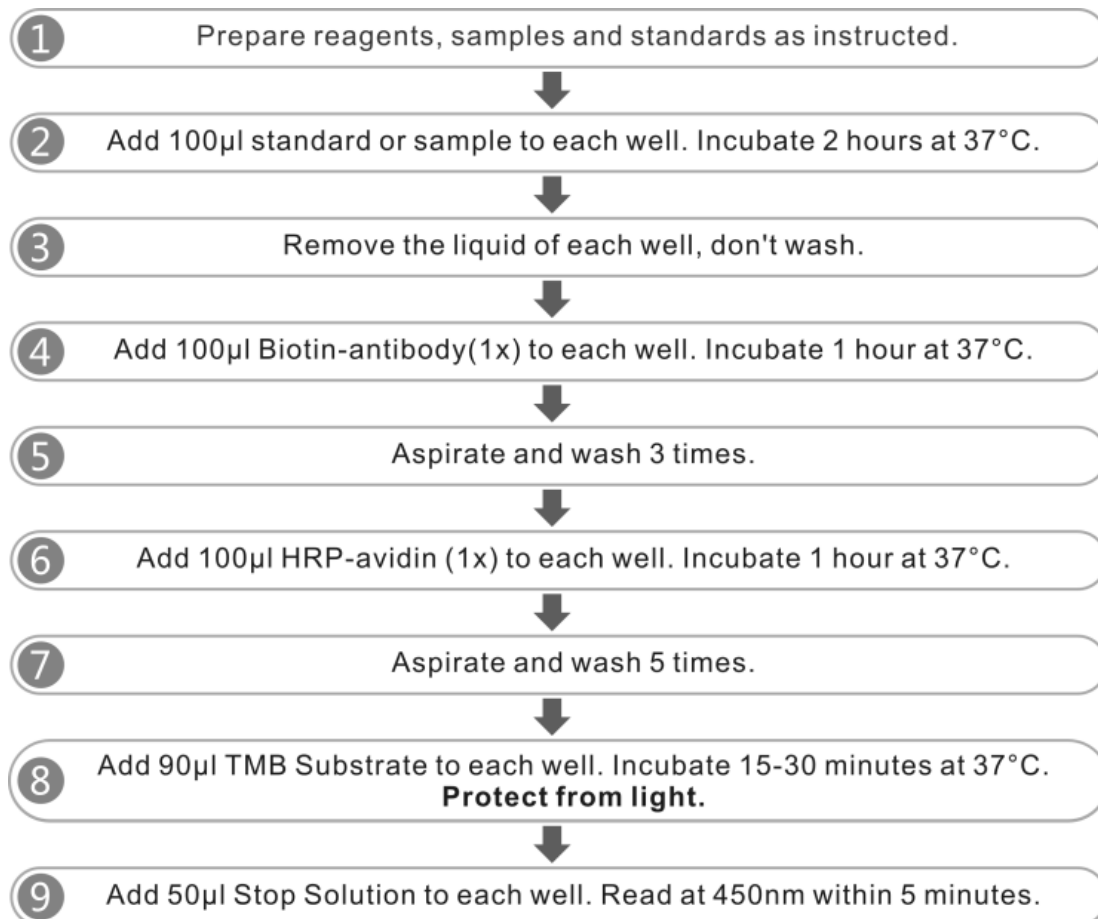 1 Prepare reagents, samples and standards as instructed.
2 Add 100µl standard or sample to each well. Incubate 2 hours at 37°C.
3 Remove the liquid of each well, don't wash.
4 Add 100µl Biotin-antibody(1x) to each well. Incubate 1 hour at 37°C.
5 Aspirate and wash 3 times.
6 Add 100µl HRP-avidin (1x) to each well. Incubate 1 hour at 37°C.
7 Aspirate and wash 5 times.
8 Add 90µl TMB Substrate to each well. Incubate 15-30 minutes at 37°C.
Protect from light.
9 Add 50µl Stop Solution to each well. Read at 450nm within 5 minutes.